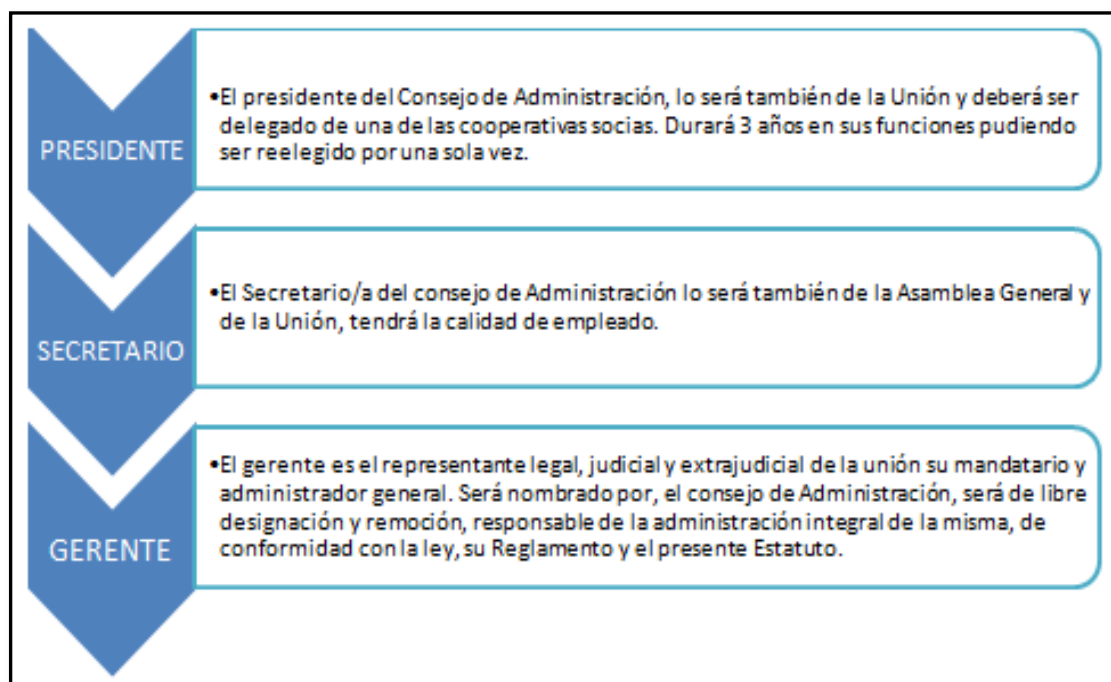 PRESIDENTE
•El presidente del Consejo de Administración, lo será también de la Unión y deberá ser
delegado de una de las cooperativas socias. Durará 3 años en sus funciones pudiendo
ser reelegido por una sola vez.
SECRETARIO
•El Secretario/a del consejo de Administración lo será también de la Asamblea General y
de la Unión, tendrá la calidad de empleado.
GERENTE
•El gerente es el representante legal, judicial y extrajudicial de la unión su mandatario y
administrador general. Será nombrado por, el consejo de Administración, será de libre
designación y remoción, responsable de la administración integral de la misma, de
conformidad con la ley, su Reglamento y el presente Estatuto.